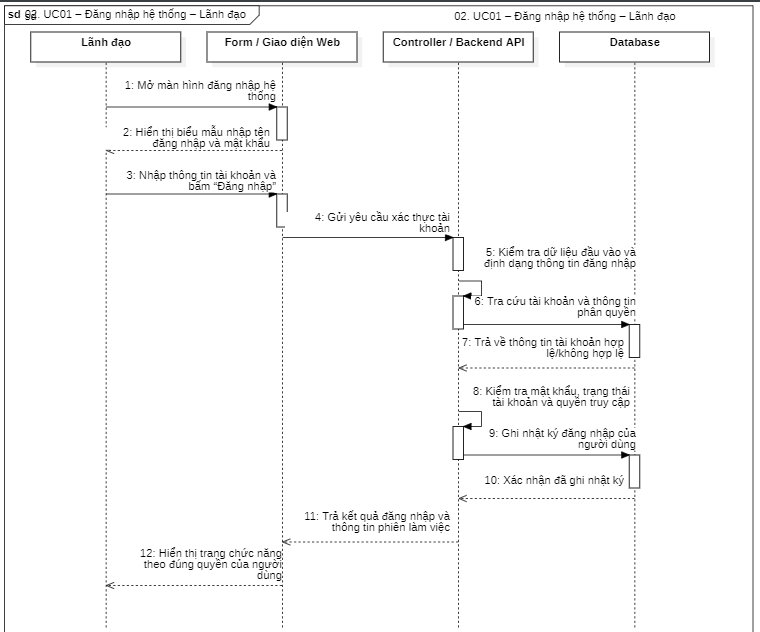 sd 02. UC01 – Đăng nhập hệ thống – Lãnh đạo
02. UC01 – Đăng nhập hệ thống – Lãnh đạo
Lãnh đạo
Form / Giao diện Web
Controller / Backend API
Database
1: Mở màn hình đăng nhập hệ
thống
2: Hiển thị biểu mẫu nhập tên
đăng nhập và mật khẩu
3: Nhập thông tin tài khoản và
bấm “Đăng nhập”
4: Gửi yêu cầu xác thực tài
khoản
5: Kiểm tra dữ liệu đầu vào và
định dạng thông tin đăng nhập
6: Tra cứu tài khoản và thông tin
phân quyền
7: Trả về thông tin tài khoản hợp
lệ/không hợp lệ
8: Kiểm tra mật khẩu, trạng thái
tài khoản và quyền truy cập
9: Ghi nhật ký đăng nhập của
người dùng
10: Xác nhận đã ghi nhật ký
11: Trả kết quả đăng nhập và
thông tin phiên làm việc
12: Hiển thị trang chức năng
theo đúng quyền của người
dùng